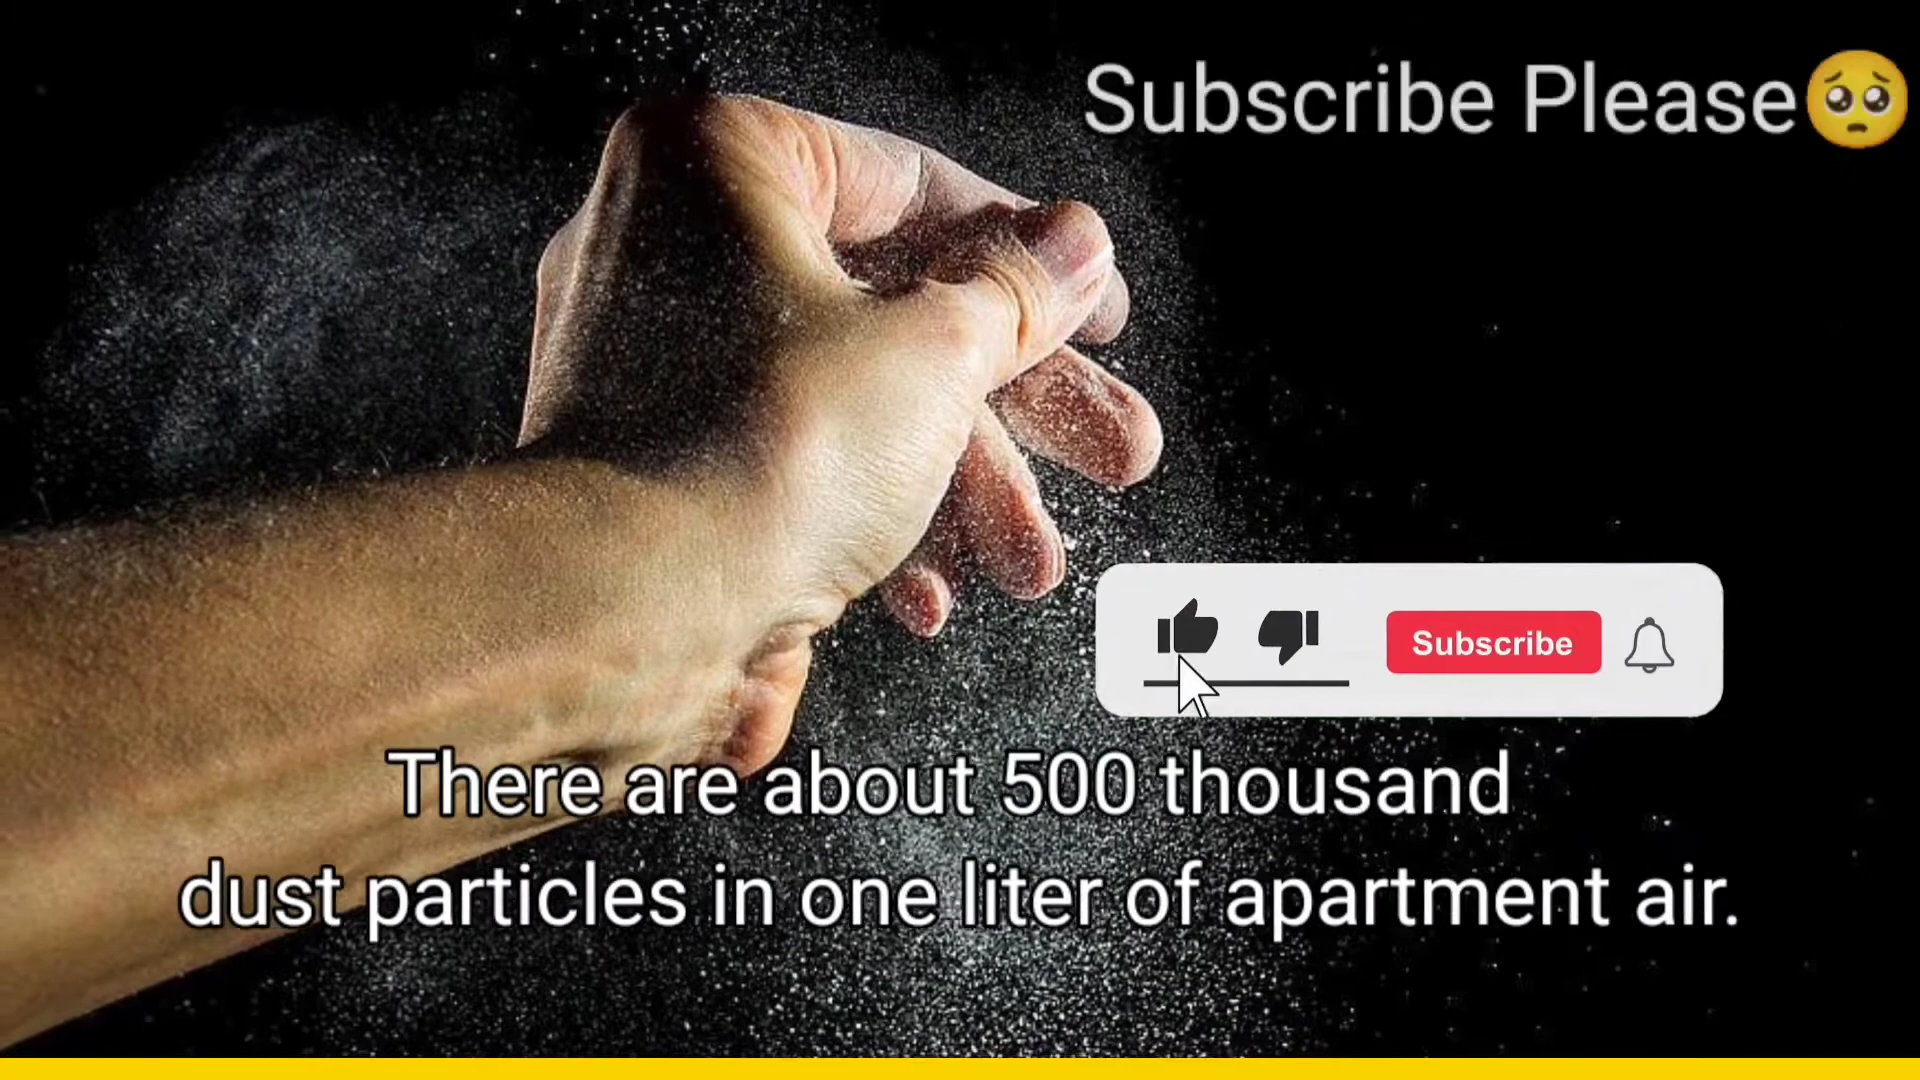 Subscribe Please🥺
Subscribe
There are about 500 thousand
dust particles in one liter of apartment air.